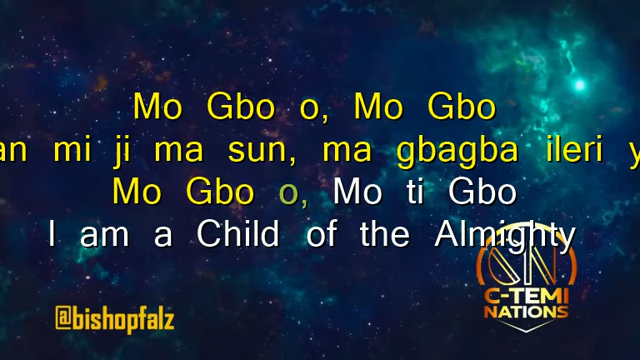 Mo Gbo o, Mo Gbo
mi ji ma sun, ma gbagba ileri
Mo Gbo o, Mo ti Gbo
I am a Child of the Almighty
@bishopfalz
C-TEMI
NATIONS